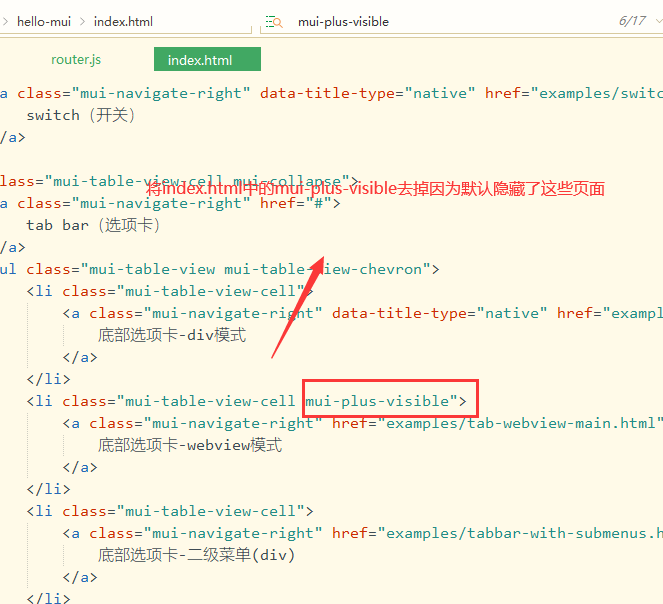 hello-mui > index.html mui-plus-visible 6/17
router.js index.html
a class="mui-navigate-right" data-title-type="native" href="examples/switc
switch（开关）
/a>
lass="mui-table-view-cell mui-collapse">
将index.html中的mui-plus-visible去掉因为默认隐藏了这些页面
a class="mui-navigate-right" href="#">
tab bar（选项卡）
/a>
ul class="mui-table-view mui-table-view-chevron">
<li class="mui-table-view-cell">
<a class="mui-navigate-right" data-title-type="native" href="exampl
底部选项卡-div模式
</a>
</li>
<li class="mui-table-view-cell mui-plus-visible">
<a class="mui-navigate-right" href="examples/tab-webview-main.html"
底部选项卡-webview模式
</a>
</li>
<li class="mui-table-view-cell">
<a class="mui-navigate-right" href="examples/tabbar-with-submenus.h
底部选项卡-二级菜单(div)
</a>
</li>